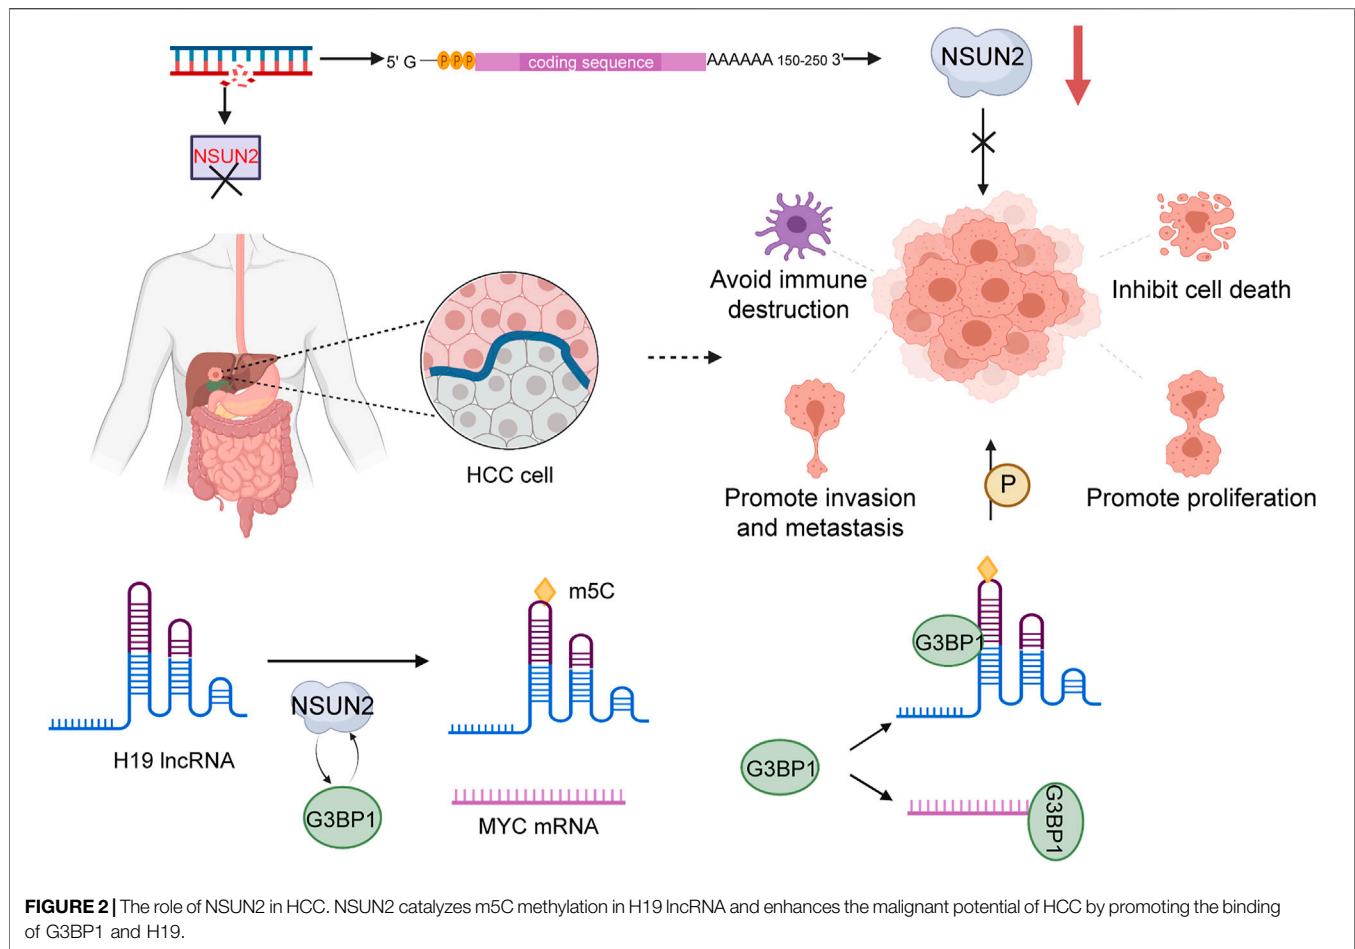 5' G
P P P
coding sequence
AAAAAA 150-250 3'
NSUN2
NSUN2
Avoid immune
destruction
Inhibit cell death
HCC cell
Promote invasion
and metastasis
P
Promote proliferation
m5C
G3BP1
NSUN2
H19 lncRNA
G3BP1
MYC mRNA
G3BP1
G3BP1
FIGURE 2 | The role of NSUN2 in HCC. NSUN2 catalyzes m5C methylation in H19 lncRNA and enhances the malignant potential of HCC by promoting the binding
of G3BP1 and H19.